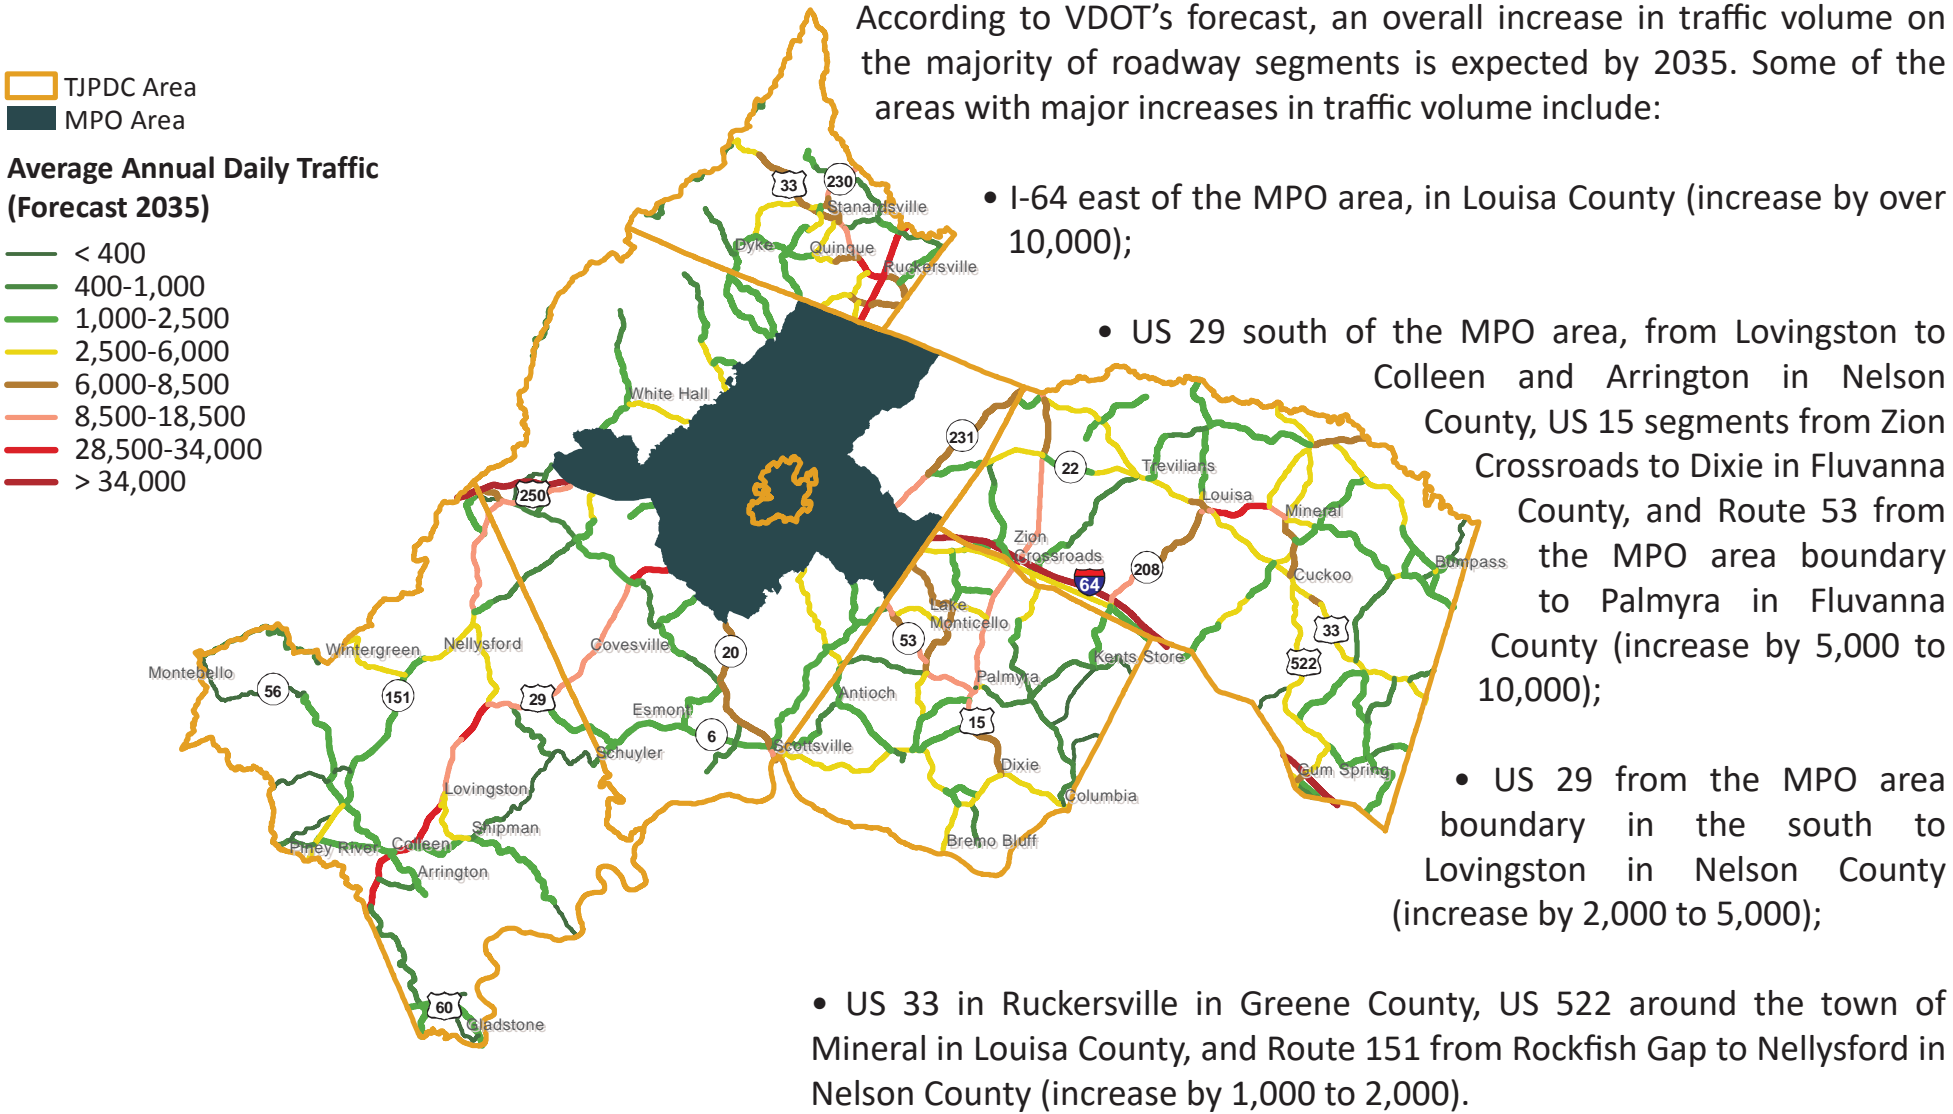 According to VDOT’s forecast, an overall increase in traffic volume on
the majority of roadway segments is expected by 2035. Some of the
areas with major increases in traffic volume include:
TJPDC Area
MPO Area
Average Annual Daily Traffic
(Forecast 2035)
< 400
400-1,000
1,000-2,500
2,500-6,000
6,000-8,500
8,500-18,500
28,500-34,000
> 34,000
• I-64 east of the MPO area, in Louisa County (increase by over
10,000);
• US 29 south of the MPO area, from Lovingston to
Colleen and Arrington in Nelson
County, US 15 segments from Zion
Crossroads to Dixie in Fluvanna
County, and Route 53 from
the MPO area boundary
to Palmyra in Fluvanna
County (increase by 5,000 to
10,000);
• US 29 from the MPO area
boundary in the south to
Lovingston in Nelson County
(increase by 2,000 to 5,000);
• US 33 in Ruckersville in Greene County, US 522 around the town of
Mineral in Louisa County, and Route 151 from Rockfish Gap to Nellysford in
Nelson County (increase by 1,000 to 2,000).
33
230
Stanardsville
Dyke
Quinque
Ruckersville
White Hall
231
22
Trevilians
250
Louisa
Mineral
Zion
Crossroads
64
208
Bumpass
Cuckoo
Lake
Monticello
53
33
522
Wintergreen
Nellysford
Covesville
20
Kents Store
Montebello
56
151
29
Antioch
Palmyra
Esmont
6
15
Schuyler
Scottsville
Dixie
Gum Spring
Lovingston
Columbia
Shipman
Piney River
Colleen
Bremo Bluff
Arrington
60
Gladstone